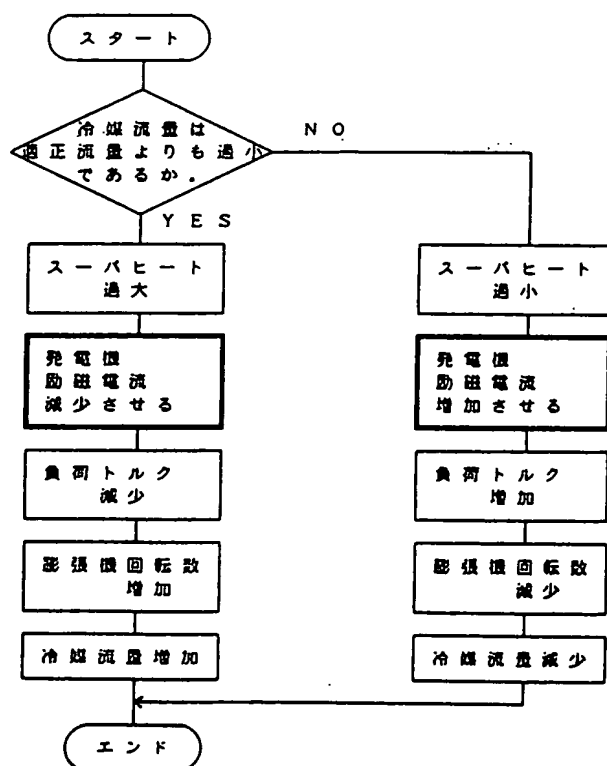 スタート
冷媒流量は
適正流量よりも過小
であるか.
NO
YES
スーパヒート
過大
発電機
励磁電流
減少させる
負荷トルク
減少
膨張機回転数
増加
冷媒流量増加
スーパヒート
過小
発電機
励磁電流
増加させる
負荷トルク
増加
膨張機回転数
減少
冷媒流量減少
エンド